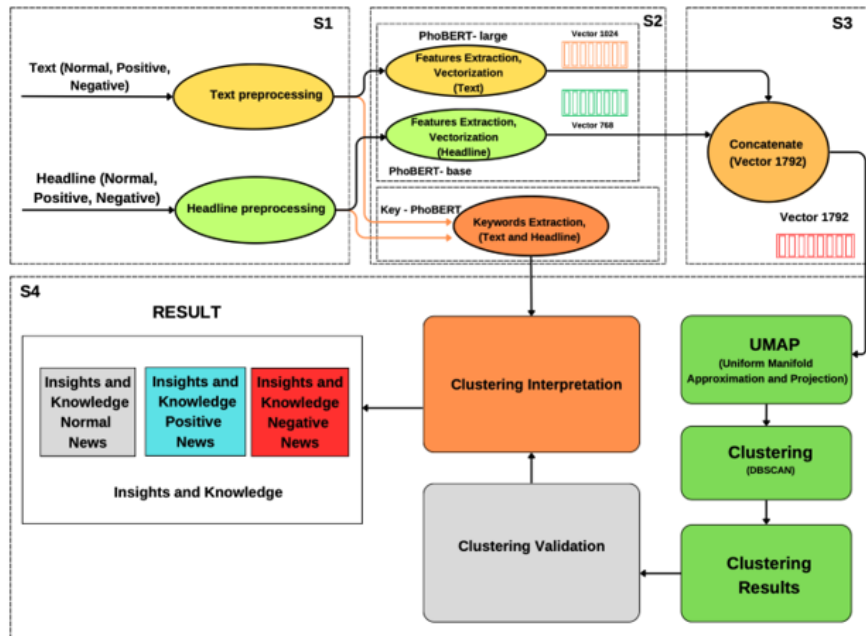 S1
S2
S3
Text (Normal, Positive,
Negative)
Text preprocessing
Headline (Normal,
Positive, Negative)
Headline preprocessing
PhoBERT- large
Features Extraction,
Vectorization
(Text)
Vector 1024
Features Extraction,
Vectorization
(Headline)
Vector 768
PhoBERT- base
Key - PhoBERT
Keywords Extraction,
(Text and Headline)
Concatenate
(Vector 1792)
Vector 1792
S4
RESULT
Insights and
Knowledge
Normal
News
Insights and
Knowledge
Positive
News
Insights and
Knowledge
Negative
News
Insights and Knowledge
Clustering Interpretation
Clustering Validation
UMAP
(Uniform Manifold
Approximation and Projection)
Clustering
(DBSCAN)
Clustering
Results